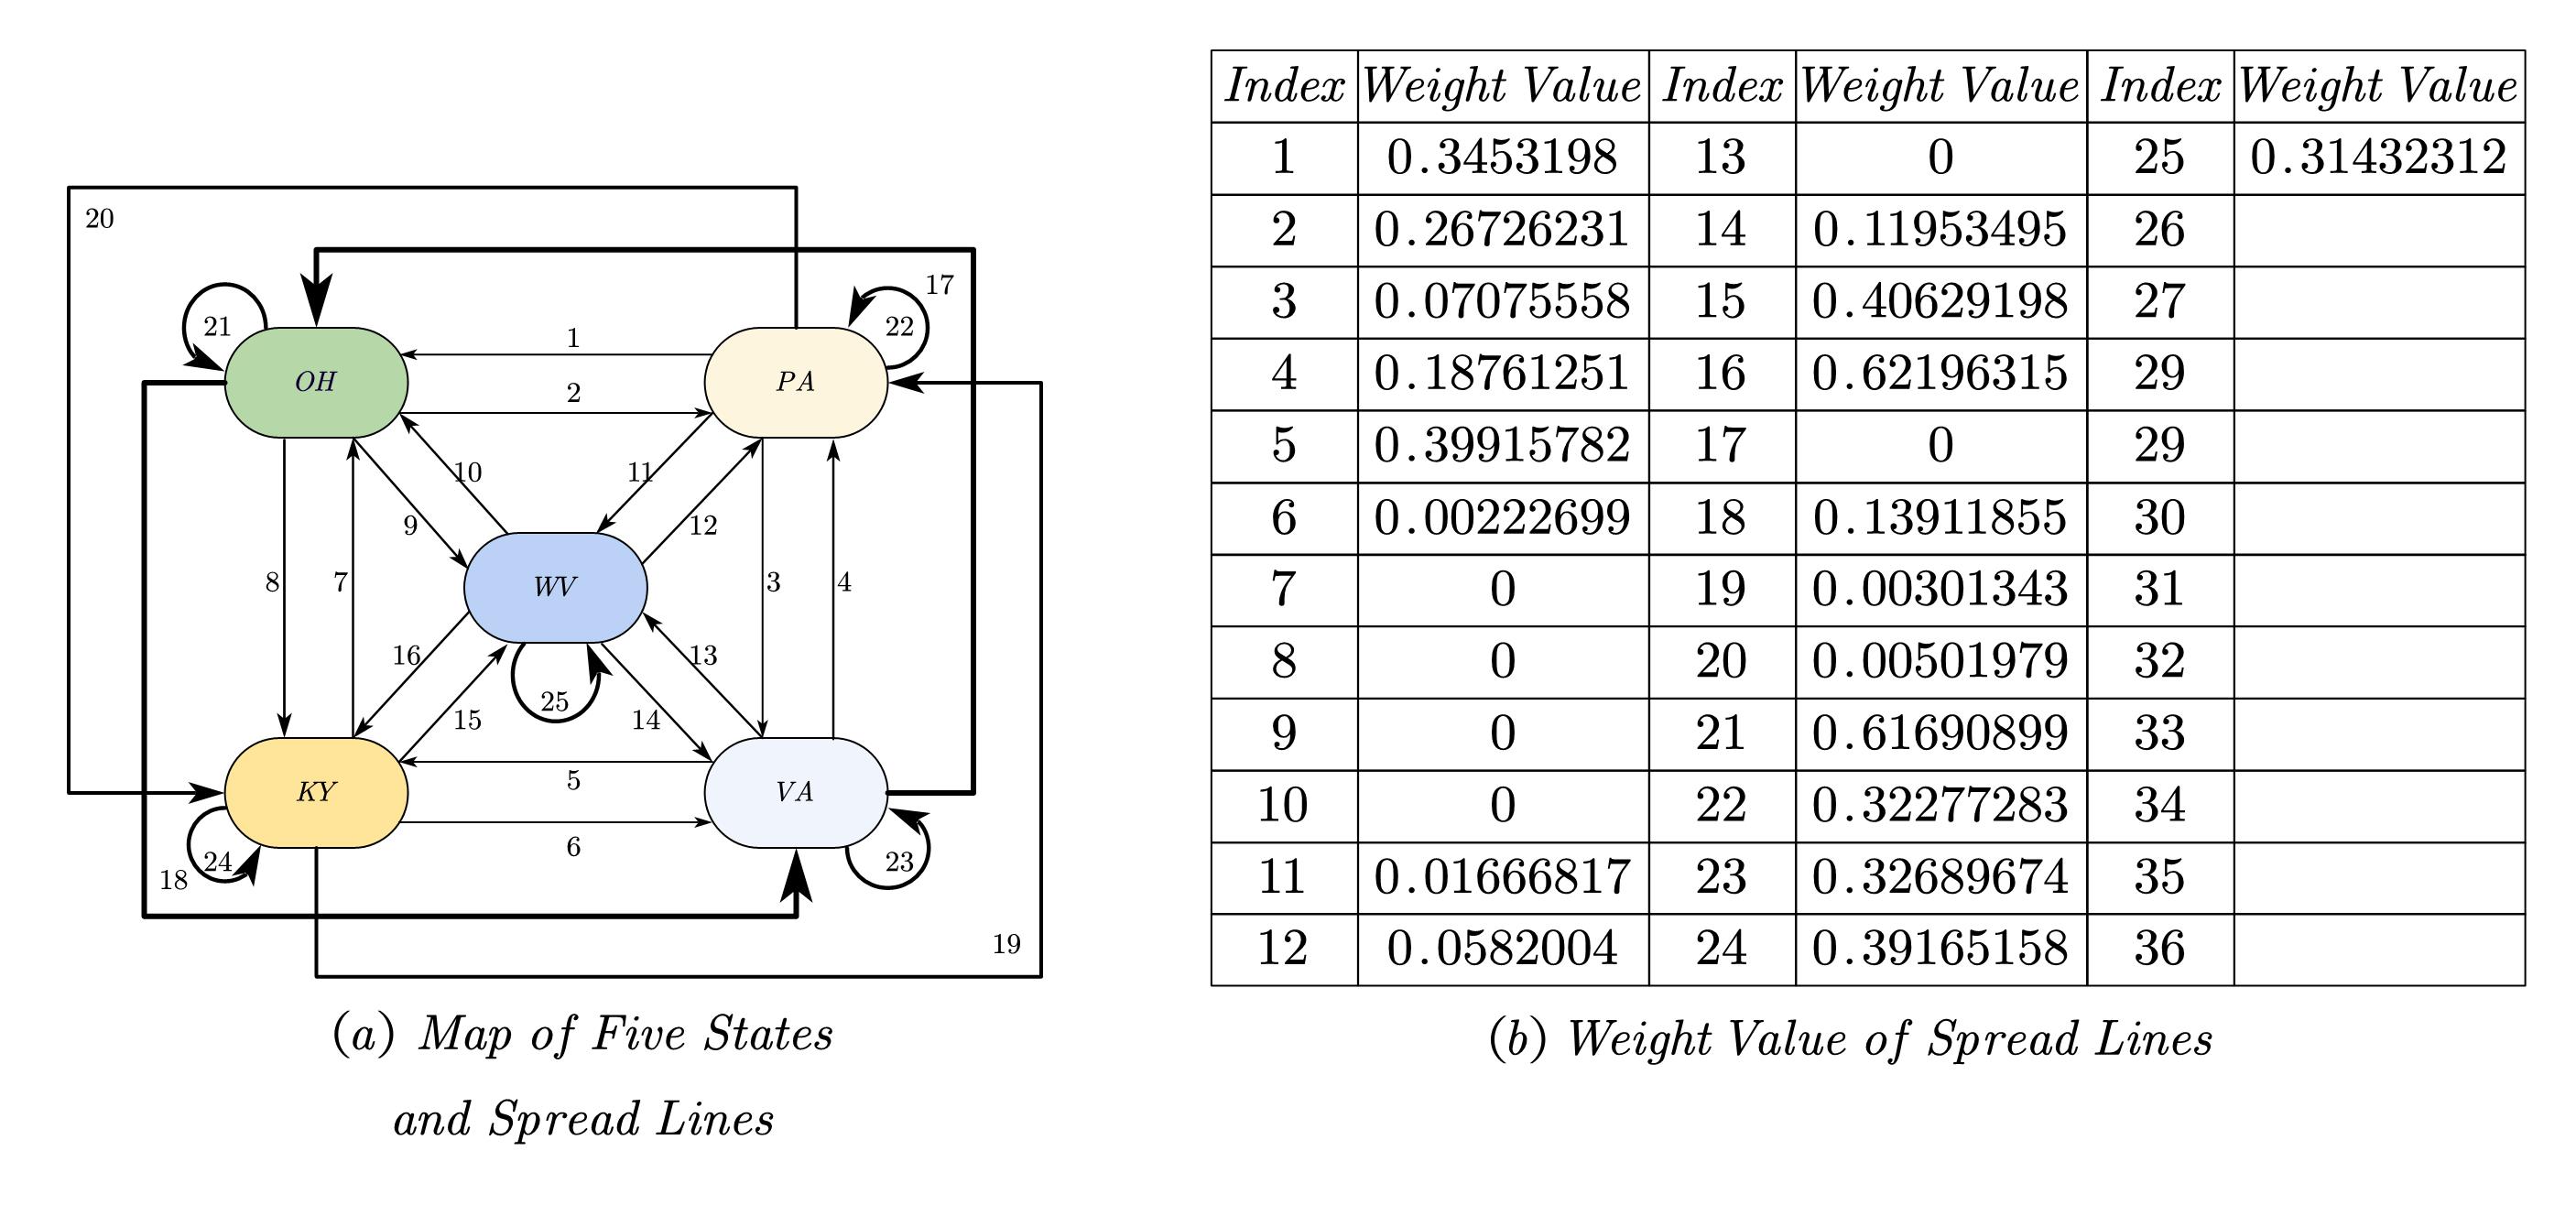 20
17
21
22
1
OH
PA
2
10
11
9
12
8
7
WV
3
4
16
13
25
15
14
5
KY
VA
6
24
23
18
19
(a) Map of Five States
and Spread Lines
Index Weight Value Index Weight Value Index Weight Value
1 0.3453198 13 0 25 0.31432312
2 0.26726231 14 0.11953495 26
3 0.07075558 15 0.40629198 27
4 0.18761251 16 0.62196315 29
5 0.39915782 17 0 29
6 0.00222699 18 0.13911855 30
7 0 19 0.00301343 31
8 0 20 0.00501979 32
9 0 21 0.61690899 33
10 0 22 0.32277283 34
11 0.01666817 23 0.32689674 35
12 0.0582004 24 0.39165158 36
(b) Weight Value of Spread Lines